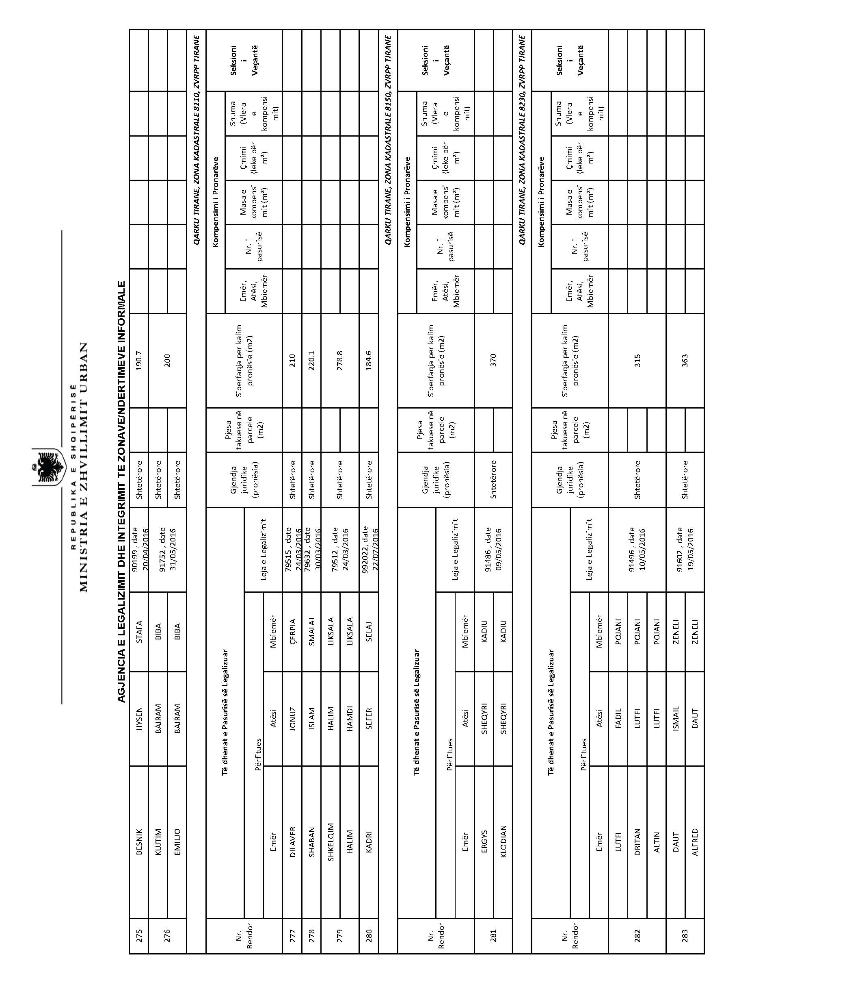 REPUBLIKA E SHQIPËRISË
MINISTRIA E ZHVILLIMIT URBAN
AGJENCIA E LEGALIZIMIT DHE INTEGRIMIT TE ZONAVE/NDERTIMEVE INFORMALE
275 BESNIK HYSEN STAFA 90199 , date 20/04/2016 Shtetërore 190.7
276 KUJTIM BAJRAM BIBA 91752 , date 31/05/2016 Shtetërore 200
EMILJO BAJRAM BIBA Shtetërore
QARKU TIRANE, ZONA KADASTRALE 8110, ZVRPP TIRANE
Nr. Rendor Të dhenat e Pasurisë së Legalizuar Gjendja juridike (pronësia) Pjesa takuese në parcele (m2) Siperfaqja per kalim pronësie (m2) Kompensimi i Pronarëve Seksioni i Veçantë
Përfitues Leja e Legalizimit Emër, Atësi, Mbiemër Nr. i pasurisë Masa e kompensi mit (m²) Çmimi (leke për m²) Shuma (Vlera e kompensi mit)
Emër Atësi Mbiemër
277 DILAVER JONUZ ÇERPJA 79515 , date 24/03/2016 Shtetërore 210
278 SHABAN ISLAM SMALAJ 79632 , date 30/03/2016 Shtetërore 220.1
279 SHKELQIM HALIM LIKSALA 79512 , date 24/03/2016 Shtetërore 278.8
HALIM HAMDI LIKSALA
280 KADRI SEFER SELAJ 992022, date 22/07/2016 Shtetërore 184.6
QARKU TIRANE, ZONA KADASTRALE 8150, ZVRPP TIRANE
Nr. Rendor Të dhenat e Pasurisë së Legalizuar Gjendja juridike (pronësia) Pjesa takuese në parcele (m2) Siperfaqja per kalim pronësie (m2) Kompensimi i Pronarëve Seksioni i Veçantë
Përfitues Leja e Legalizimit Emër, Atësi, Mbiemër Nr. i pasurisë Masa e kompensi mit (m²) Çmimi (leke për m²) Shuma (Vlera e kompensi mit)
Emër Atësi Mbiemër
281 ERGYS SHEQYRI KADIU 91486 , date 09/05/2016 Shtetërore 370
KLODIAN SHEQYRI KADIU
QARKU TIRANE, ZONA KADASTRALE 8230, ZVRPP TIRANE
Nr. Rendor Të dhenat e Pasurisë së Legalizuar Gjendja juridike (pronësia) Pjesa takuese në parcele (m2) Siperfaqja per kalim pronësie (m2) Kompensimi i Pronarëve Seksioni i Veçantë
Përfitues Leja e Legalizimit Emër, Atësi, Mbiemër Nr. i pasurisë Masa e kompensi mit (m²) Çmimi (leke për m²) Shuma (Vlera e kompensi mit)
Emër Atësi Mbiemër
282 LUTFI FADIL POJANI 91496 , date 10/05/2016 Shtetërore 315
DRITAN LUTFI POJANI
ALTIN LUTFI POJANI
283 DAUT ISMAIL ZENELI 91602 , date 19/05/2016 Shtetërore 363
ALFRED DAUT ZENELI